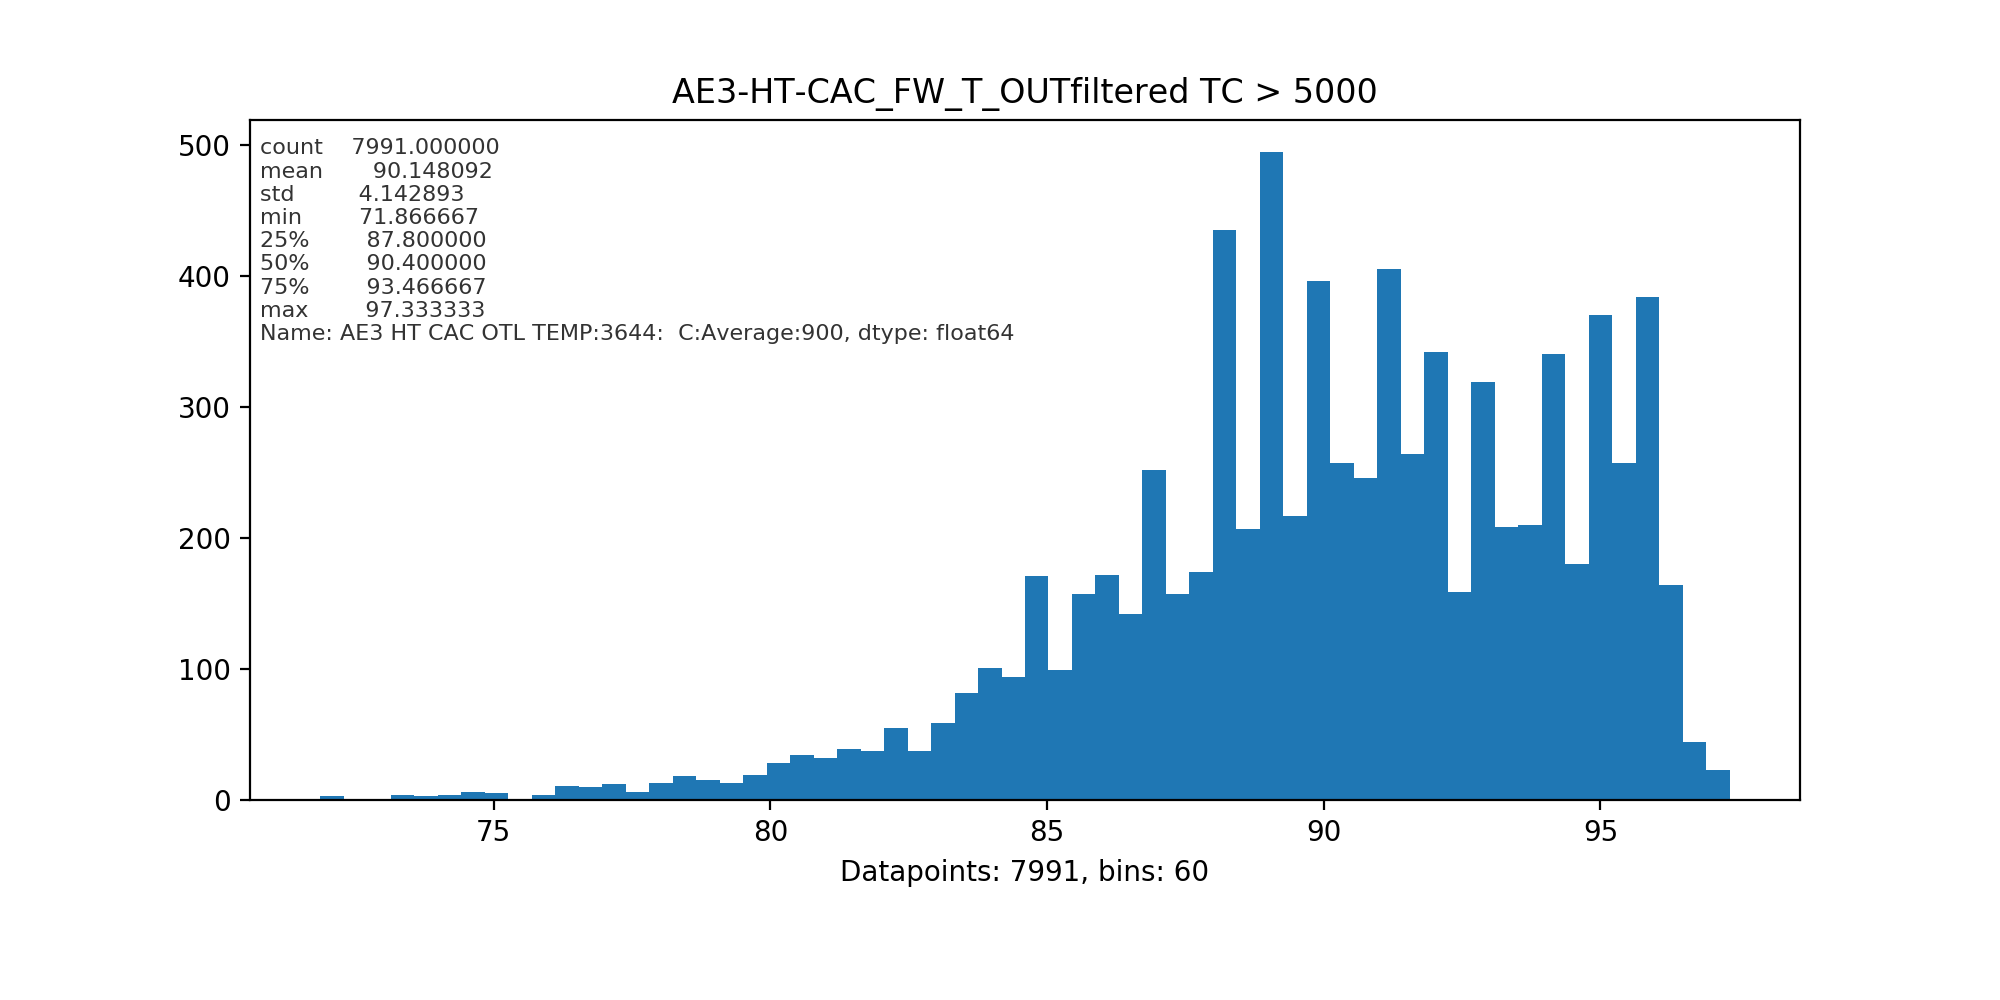 AE3-HT-CAC_FW_T_OUTfiltered TC > 5000
500
400
300
200
100
0
count 7991.000000
mean 90.148092
std 4.142893
min 71.866667
25% 87.800000
50% 90.400000
75% 93.466667
max 97.333333
Name: AE3 HT CAC OTL TEMP:3644: C:Average:900, dtype: float64
75 80 85 90 95
Datapoints: 7991, bins: 60